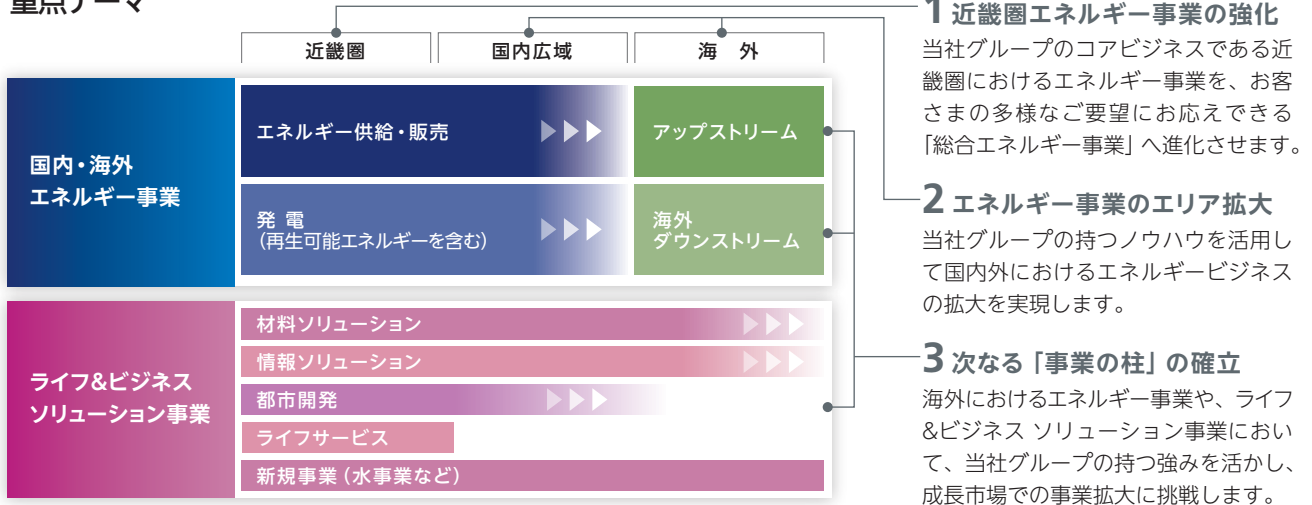 重点テーマ
近畿圏
国内広域
海 外
国内・海外
エネルギー事業
エネルギー供給・販売
アップストリーム
発 電
（再生可能エネルギーを含む）
海外
ダウンストリーム
ライフ&ビジネス
ソリューション事業
材料ソリューション
情報ソリューション
都市開発
ライフサービス
新規事業（水事業など）
1 近畿圏エネルギー事業の強化
当社グループのコアビジネスである近
畿圏におけるエネルギー事業を、お客
さまの多様なご要望にお応えできる
「総合エネルギー事業」へ進化させます。
2 エネルギー事業のエリア拡大
当社グループの持つノウハウを活用し
て国内外におけるエネルギービジネス
の拡大を実現します。
3 次なる「事業の柱」の確立
海外におけるエネルギー事業や、ライフ
&ビジネス ソリューション事業におい
て、当社グループの持つ強みを活かし、
成長市場での事業拡大に挑戦します。